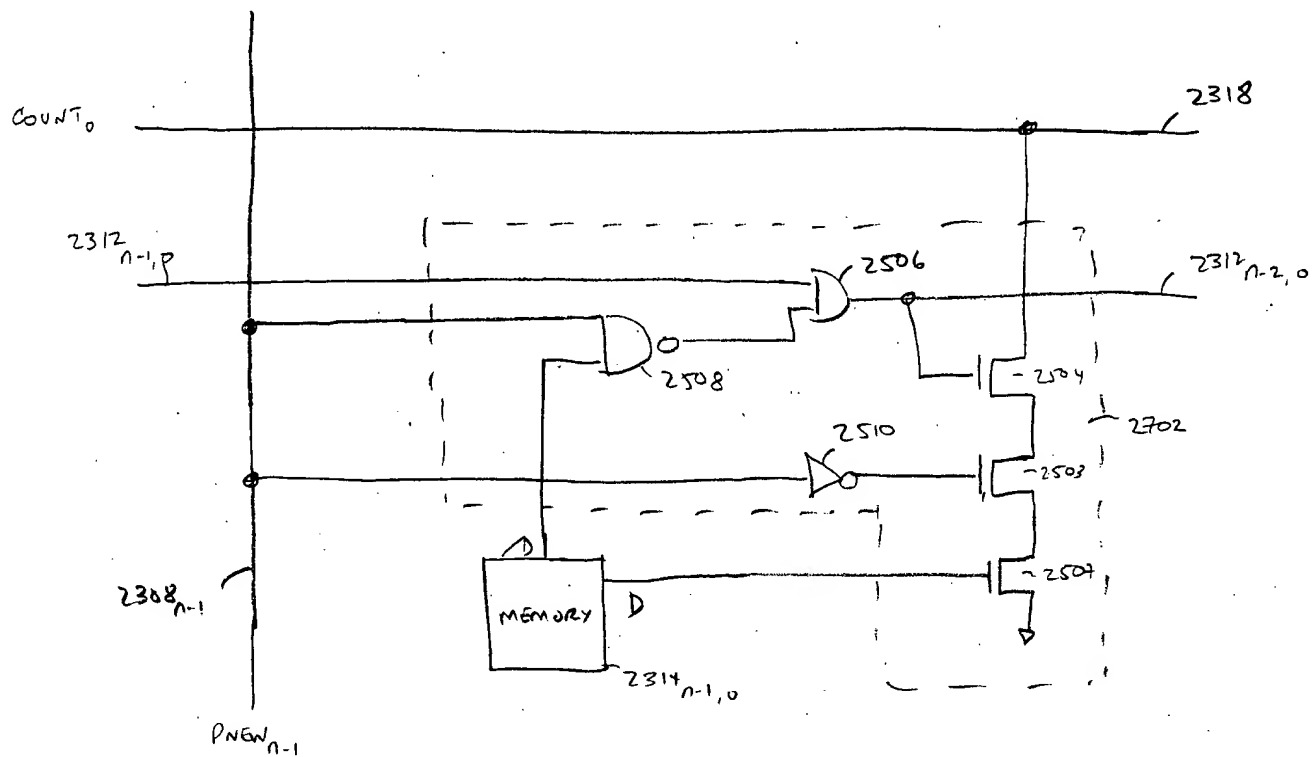 COUNT₀
2318
2312ₙ₋₁,ₚ
2506
2312ₙ₋₂,₀
2508
2504
2702
2510
2503
D̅
2507
2308ₙ₋₁
MEMORY
D
2314ₙ₋₁,₀
PNEWₙ₋₁